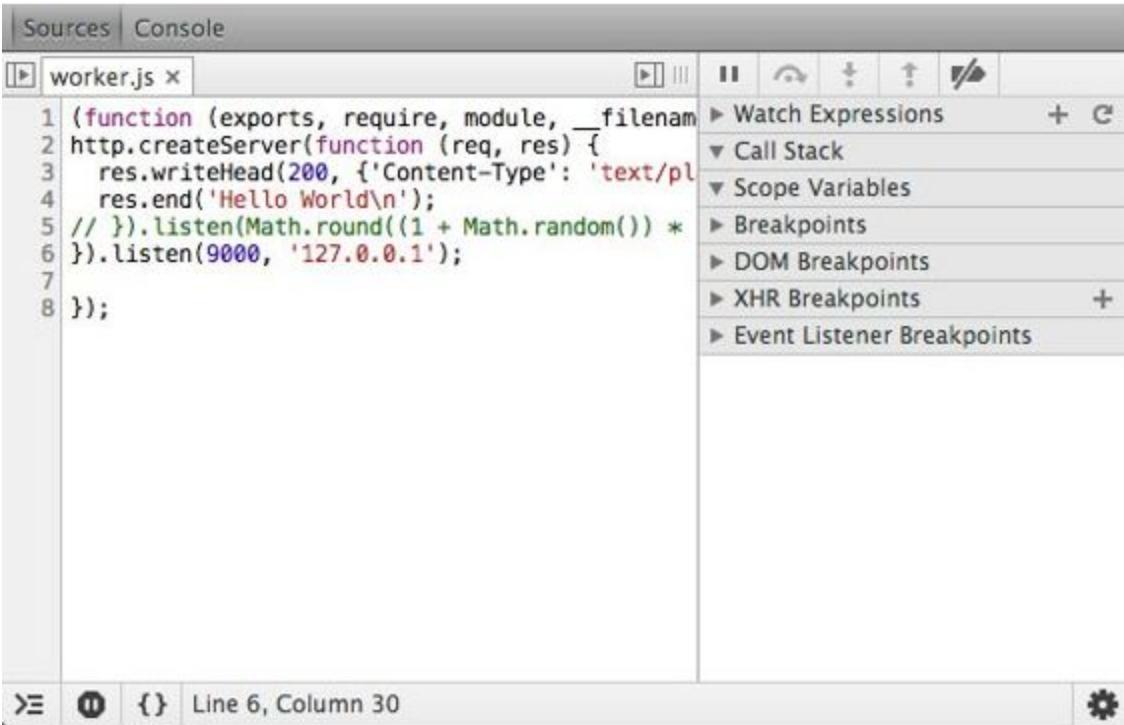 Sources Console
worker.js ×
1 (function (exports, require, module, __filenam
2 http.createServer(function (req, res) {
3 res.writeHead(200, {'Content-Type': 'text/pl
4 res.end('Hello World\n');
5 // }).listen(Math.round((1 + Math.random()) *
6 }).listen(9000, '127.0.0.1');
7
8 });
Watch Expressions
Call Stack
Scope Variables
Breakpoints
DOM Breakpoints
XHR Breakpoints
Event Listener Breakpoints
{ } Line 6, Column 30